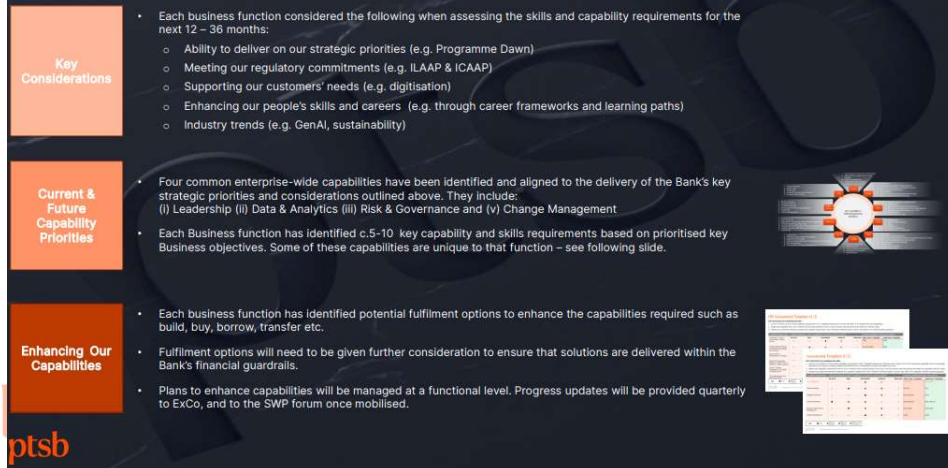 Key
Considerations
• Each business function considered the following when assessing the skills and capability requirements for the
next 12 – 36 months:
o Ability to deliver on our strategic priorities (e.g. Programme Dawn)
o Meeting our regulatory commitments (e.g. ILAAP & ICAAP)
o Supporting our customers' needs (e.g. digitisation)
o Enhancing our people's skills and careers (e.g. through career frameworks and learning paths)
o Industry trends (e.g. GenAI, sustainability)
Current &
Future
Capability
Priorities
• Four common enterprise-wide capabilities have been identified and aligned to the delivery of the Bank's key
strategic priorities and considerations outlined above. They include:
(i) Leadership (ii) Data & Analytics (iii) Risk & Governance and (v) Change Management
• Each Business function has identified c.5-10 key capability and skills requirements based on prioritised key
Business objectives. Some of these capabilities are unique to that function – see following slide.
Enhancing Our
Capabilities
• Each business function has identified potential fulfilment options to enhance the capabilities required such as
build, buy, borrow, transfer etc.
• Fulfilment options will need to be given further consideration to ensure that solutions are delivered within the
Bank's financial guardrails.
• Plans to enhance capabilities will be managed at a functional level. Progress updates will be provided quarterly
to ExCo, and to the SWP forum once mobilised.
ptsb